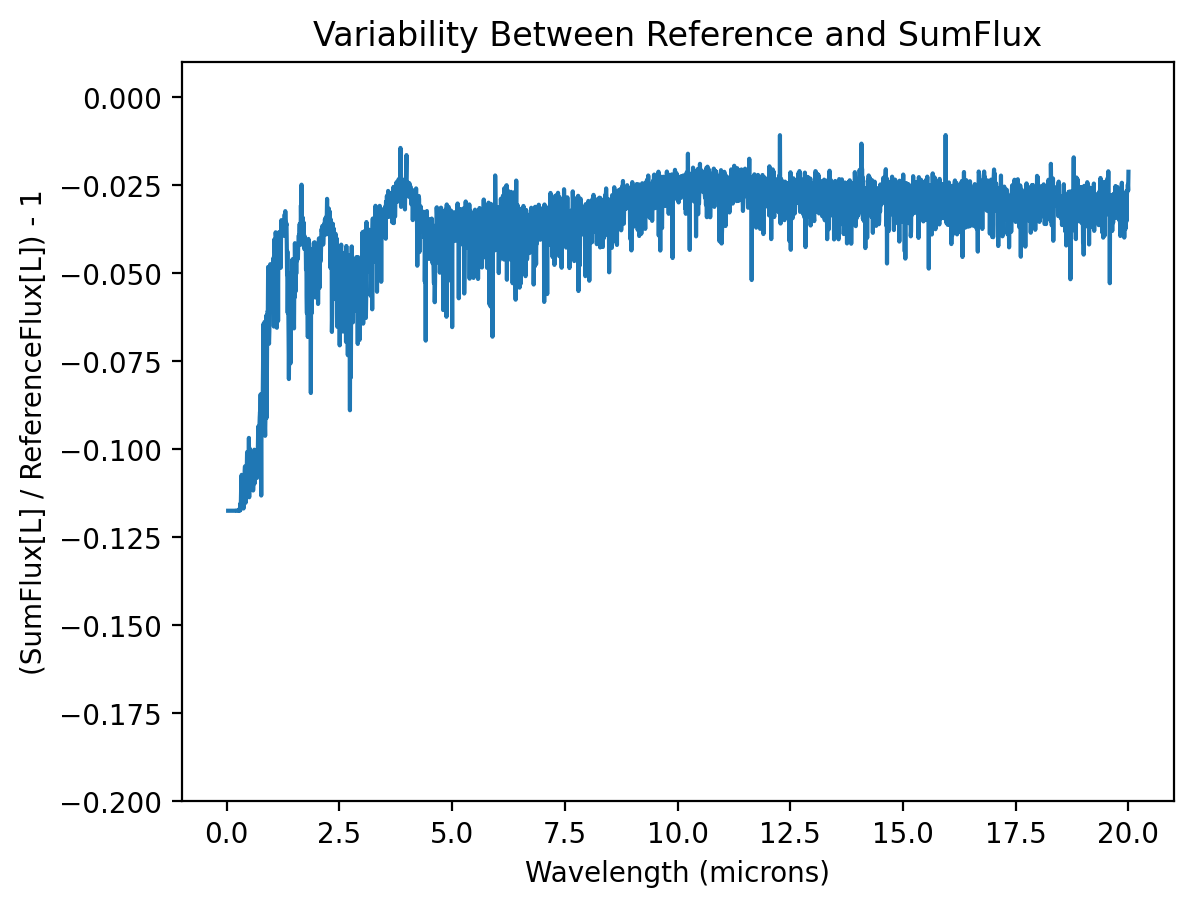 Variability Between Reference and SumFlux
(SumFlux[L] / ReferenceFlux[L]) - 1
0.000
−0.025
−0.050
−0.075
−0.100
−0.125
−0.150
−0.175
−0.200
0.0 2.5 5.0 7.5 10.0 12.5 15.0 17.5 20.0
Wavelength (microns)